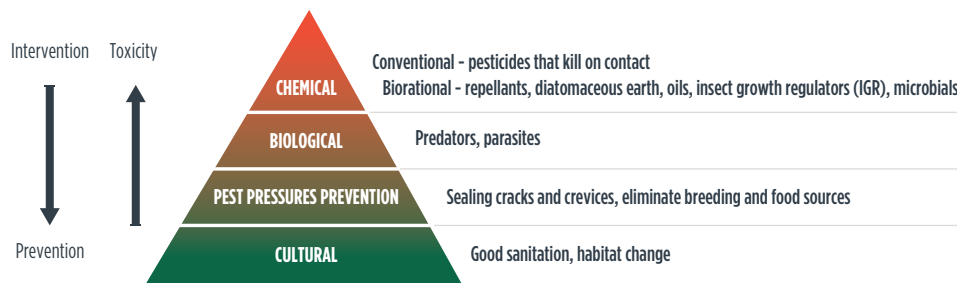 Intervention Toxicity
Conventional - pesticides that kill on contact
CHEMICAL
Biorational - repellants, diatomaceous earth, oils, insect growth regulators (IGR), microbials
BIOLOGICAL
Predators, parasites
PEST PRESSURES PREVENTION
Sealing cracks and crevices, eliminate breeding and food sources
Prevention
CULTURAL
Good sanitation, habitat change